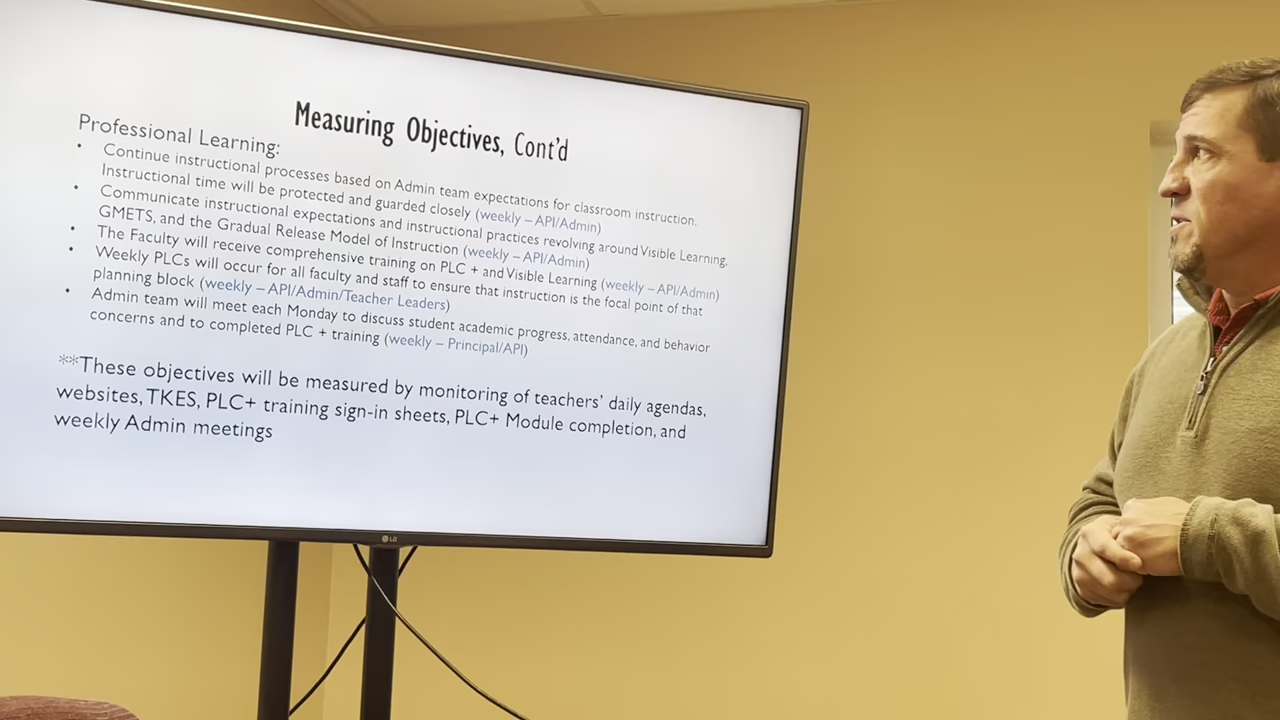 Measuring Objectives, Cont'd
Professional Learning:
• Continue instructional processes based on Admin team expectations for classroom instruction.
Instructional time will be protected and guarded closely (weekly – API/Admin)
• Communicate instructional expectations and instructional practices revolving around Visible Learning,
GMETS, and the Gradual Release Model of Instruction (weekly – API/Admin)
• The Faculty will receive comprehensive training on PLC + and Visible Learning (weekly – API/Admin)
• Weekly PLCs will occur for all faculty and staff to ensure that instruction is the focal point of that
planning block (weekly – API/Admin/Teacher Leaders)
• Admin team will meet each Monday to discuss student academic progress, attendance, and behavior
concerns and to completed PLC + training (weekly – Principal/API)
**These objectives will be measured by monitoring of teachers' daily agendas,
websites, TKES, PLC+ training sign-in sheets, PLC+ Module completion, and
weekly Admin meetings
LG